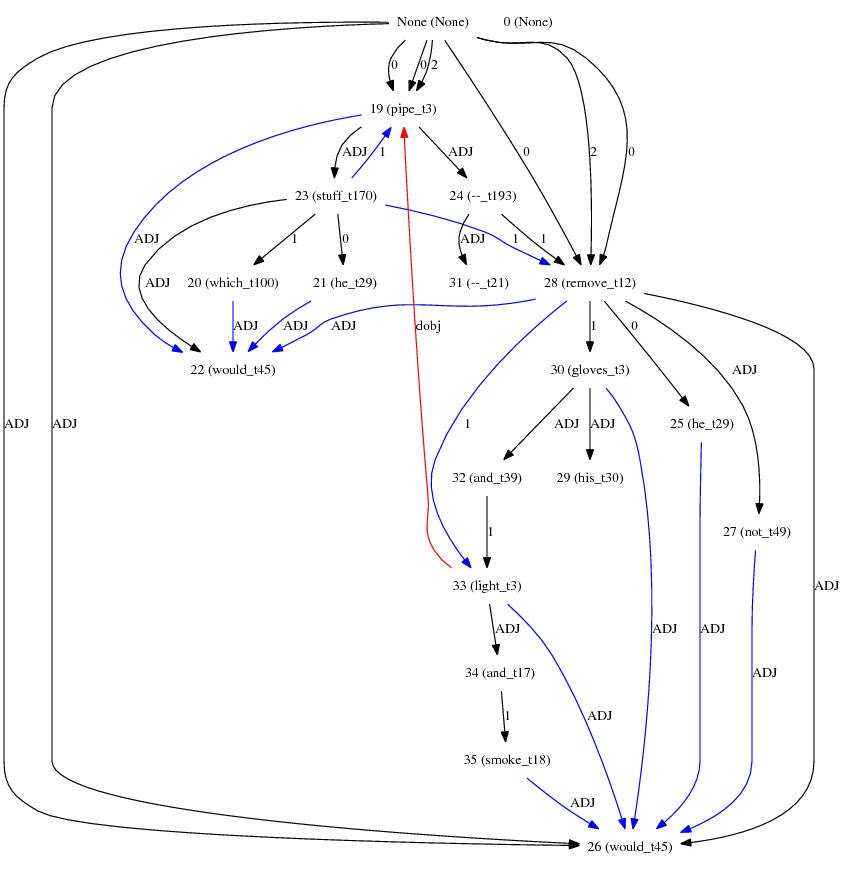 None (None) 0 (None)
0 0 2
19 (pipe_t3)
ADJ 1 ADJ 0 2 0
23 (stuff_t170) 24 (--_t193)
ADJ 1 0 ADJ 1 1
ADJ 20 (which_t100) 21 (he_t29) 31 (--_t21) 28 (remove_t12)
ADJ ADJ ADJ dobj 1 0
22 (would_t45) 30 (gloves_t3) ADJ
ADJ ADJ 1 ADJ ADJ 25 (he_t29)
32 (and_t39) 29 (his_t30)
1 27 (not_t49)
33 (light_t3) ADJ
ADJ ADJ ADJ
34 (and_t17) ADJ
1 ADJ
35 (smoke_t18)
ADJ
26 (would_t45)